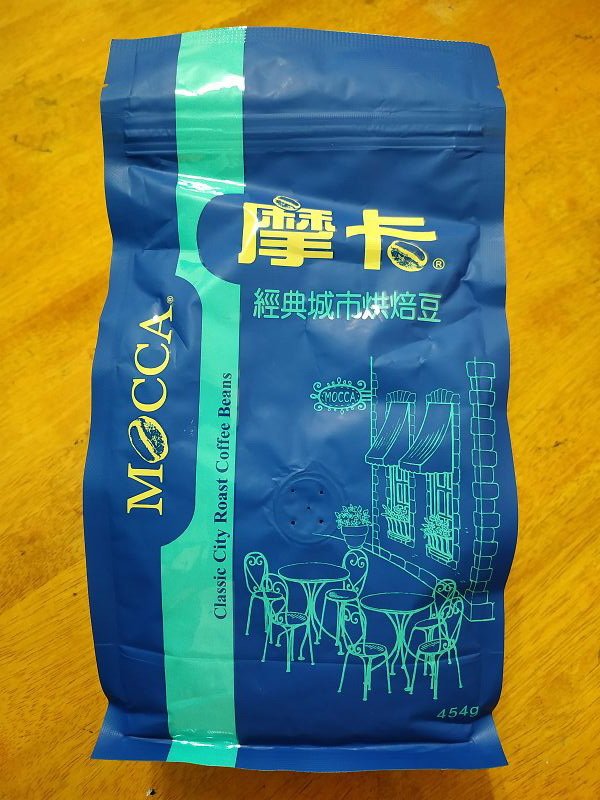 摩卡®
經典城市烘焙豆
MOCCA®
Classic City Roast Coffee Beans
MOCCA
454g